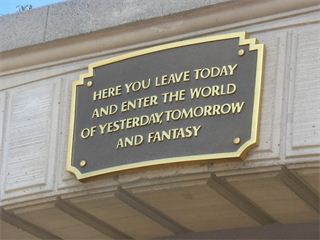 HERE YOU LEAVE TODAY
AND ENTER THE WORLD
OF YESTERDAY, TOMORROW
AND FANTASY